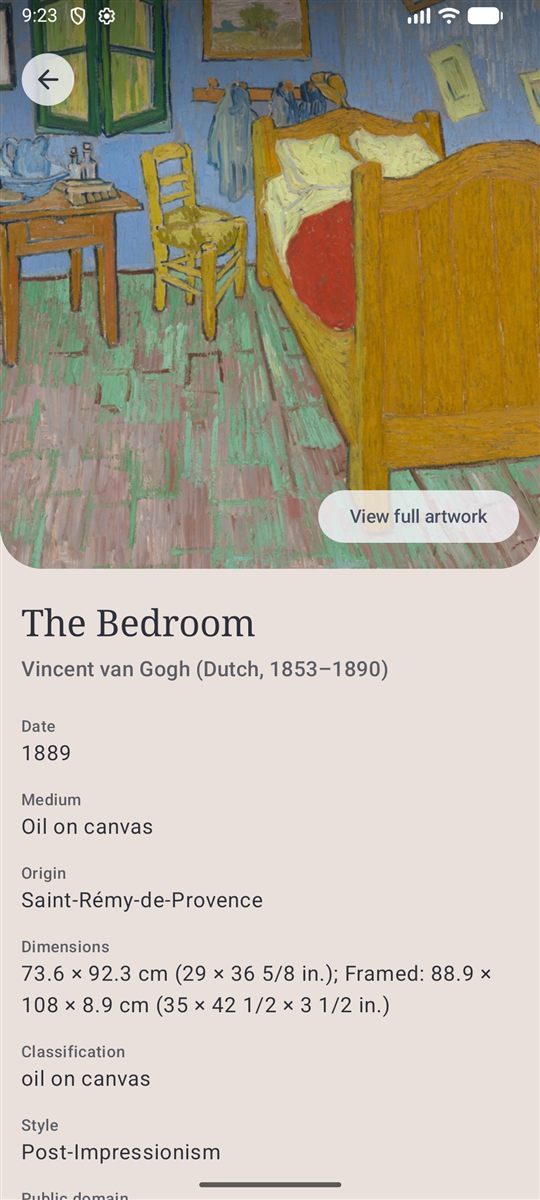 9:23
View full artwork
The Bedroom
Vincent van Gogh (Dutch, 1853–1890)
Date
1889
Medium
Oil on canvas
Origin
Saint-Rémy-de-Provence
Dimensions
73.6 × 92.3 cm (29 × 36 5/8 in.); Framed: 88.9 ×
108 × 8.9 cm (35 × 42 1/2 × 3 1/2 in.)
Classification
oil on canvas
Style
Post-Impressionism
Public domain